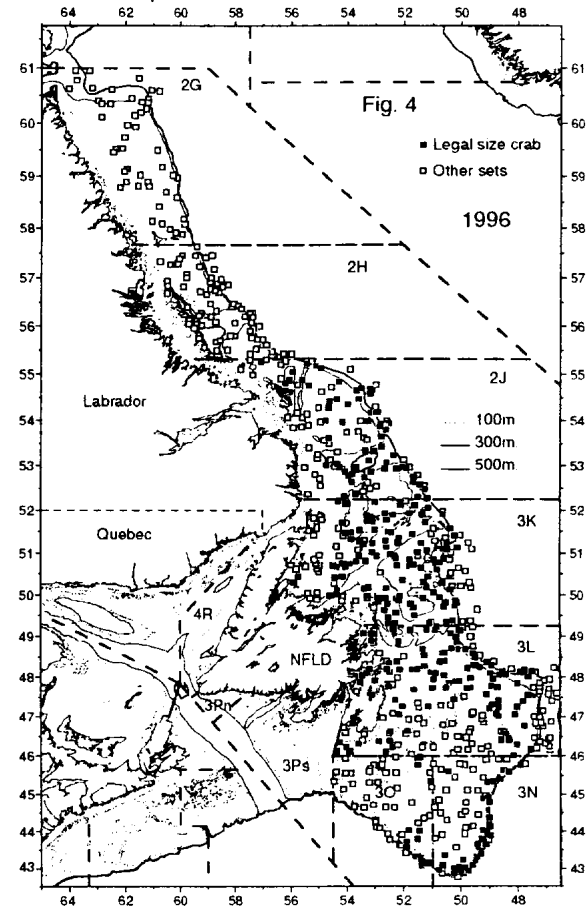 64 62 60 58 56 54 52 50 48
61
2G
Fig. 4
60
Legal size crab
Other sets
59
1996
58
57
2H
56
55
2J
Labrador
54
100m
300m
53
500m
52
3K
Quebec
51
50
4R
49
3L
NFLD
48
3Pn
47
46
3Ps
3O
3N
45
44
43
64 62 60 58 56 54 52 50 48
61
60
59
58
57
56
55
54
53
52
51
50
49
48
47
46
45
44
43